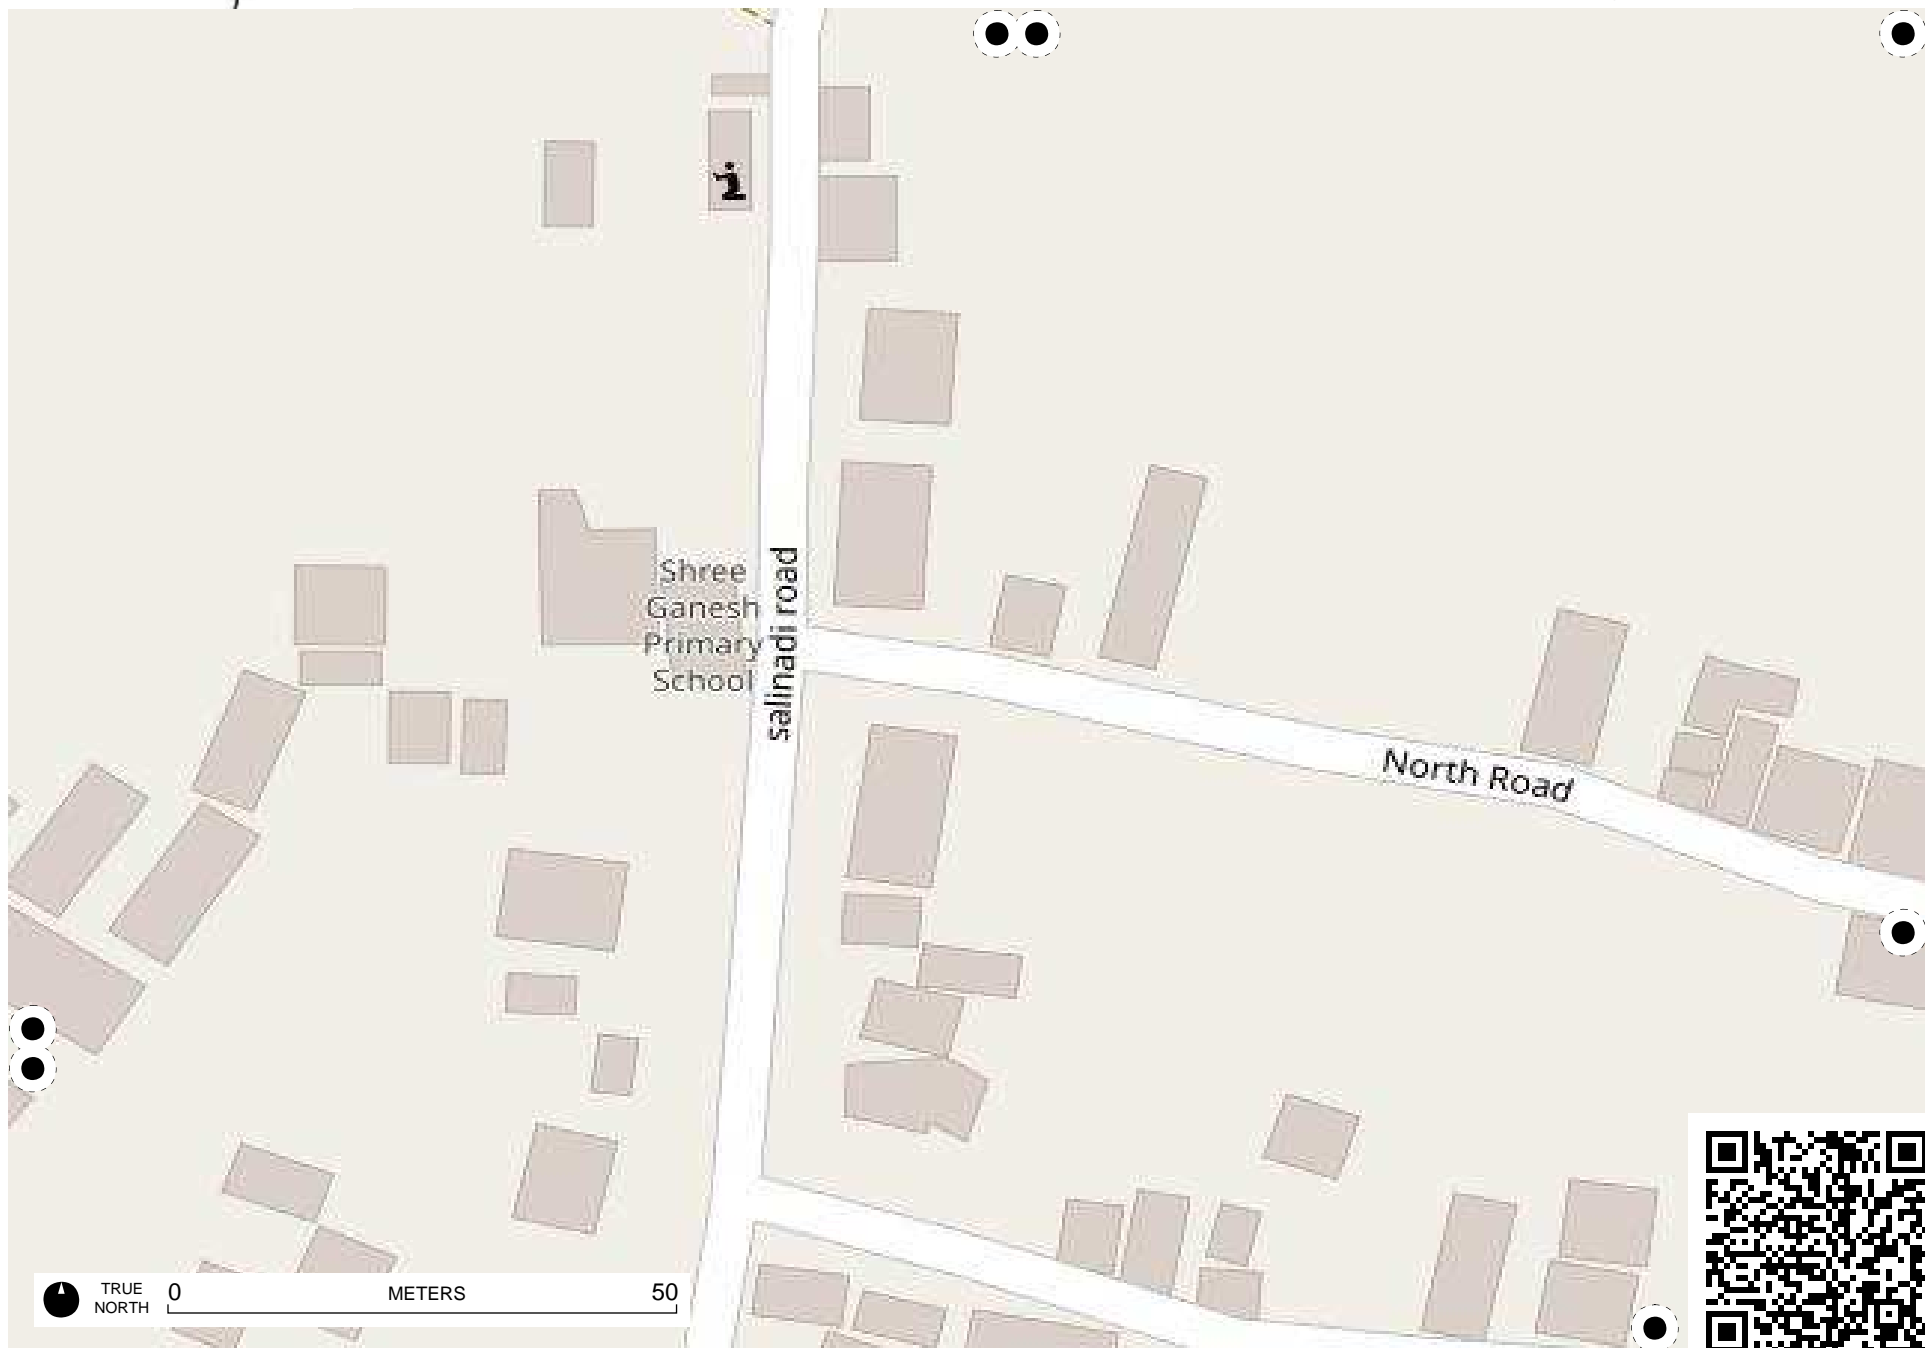 Shree
Ganesh
Primary
School
salinadi road
North Road
TRUE
NORTH
0
METERS
50